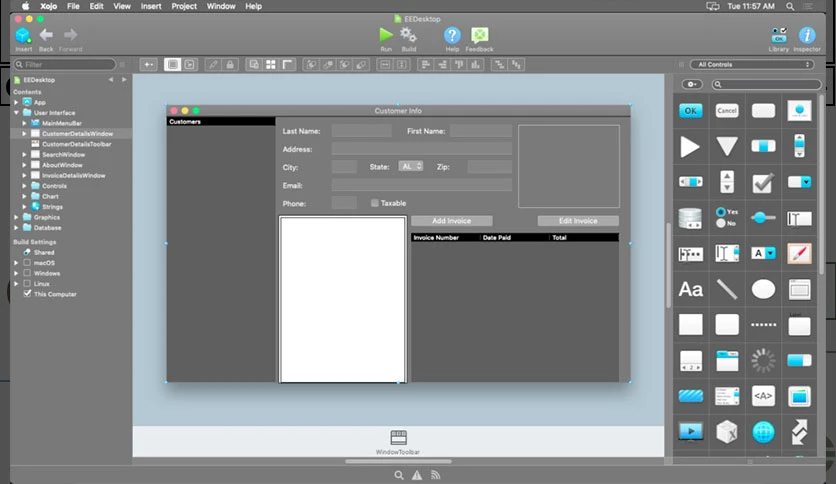 Xojo File Edit View Insert Project Window Help
Tue 11:57 AM
EEDesktop
Insert Back Forward
Run Build
Help Feedback
Library Inspector
Filter
All Controls
EEDesktop
Contents
App
User Interface
MainMenuBar
CustomerDetailsWindow
CustomerDetailsToolbar
SearchWindow
AboutWindow
InvoiceDetailsWindow
Controls
Chart
Strings
Graphics
Database
Build Settings
Shared
macOS
Windows
Linux
This Computer
Customer Info
Customers
Last Name: First Name:
Address:
City: State: AL Zip:
Email:
Phone: Taxable
Add Invoice Edit Invoice
Invoice Number Date Paid Total
WindowToolbar
OK Cancel
Yes
No
A
Aa
Label
2
<A>